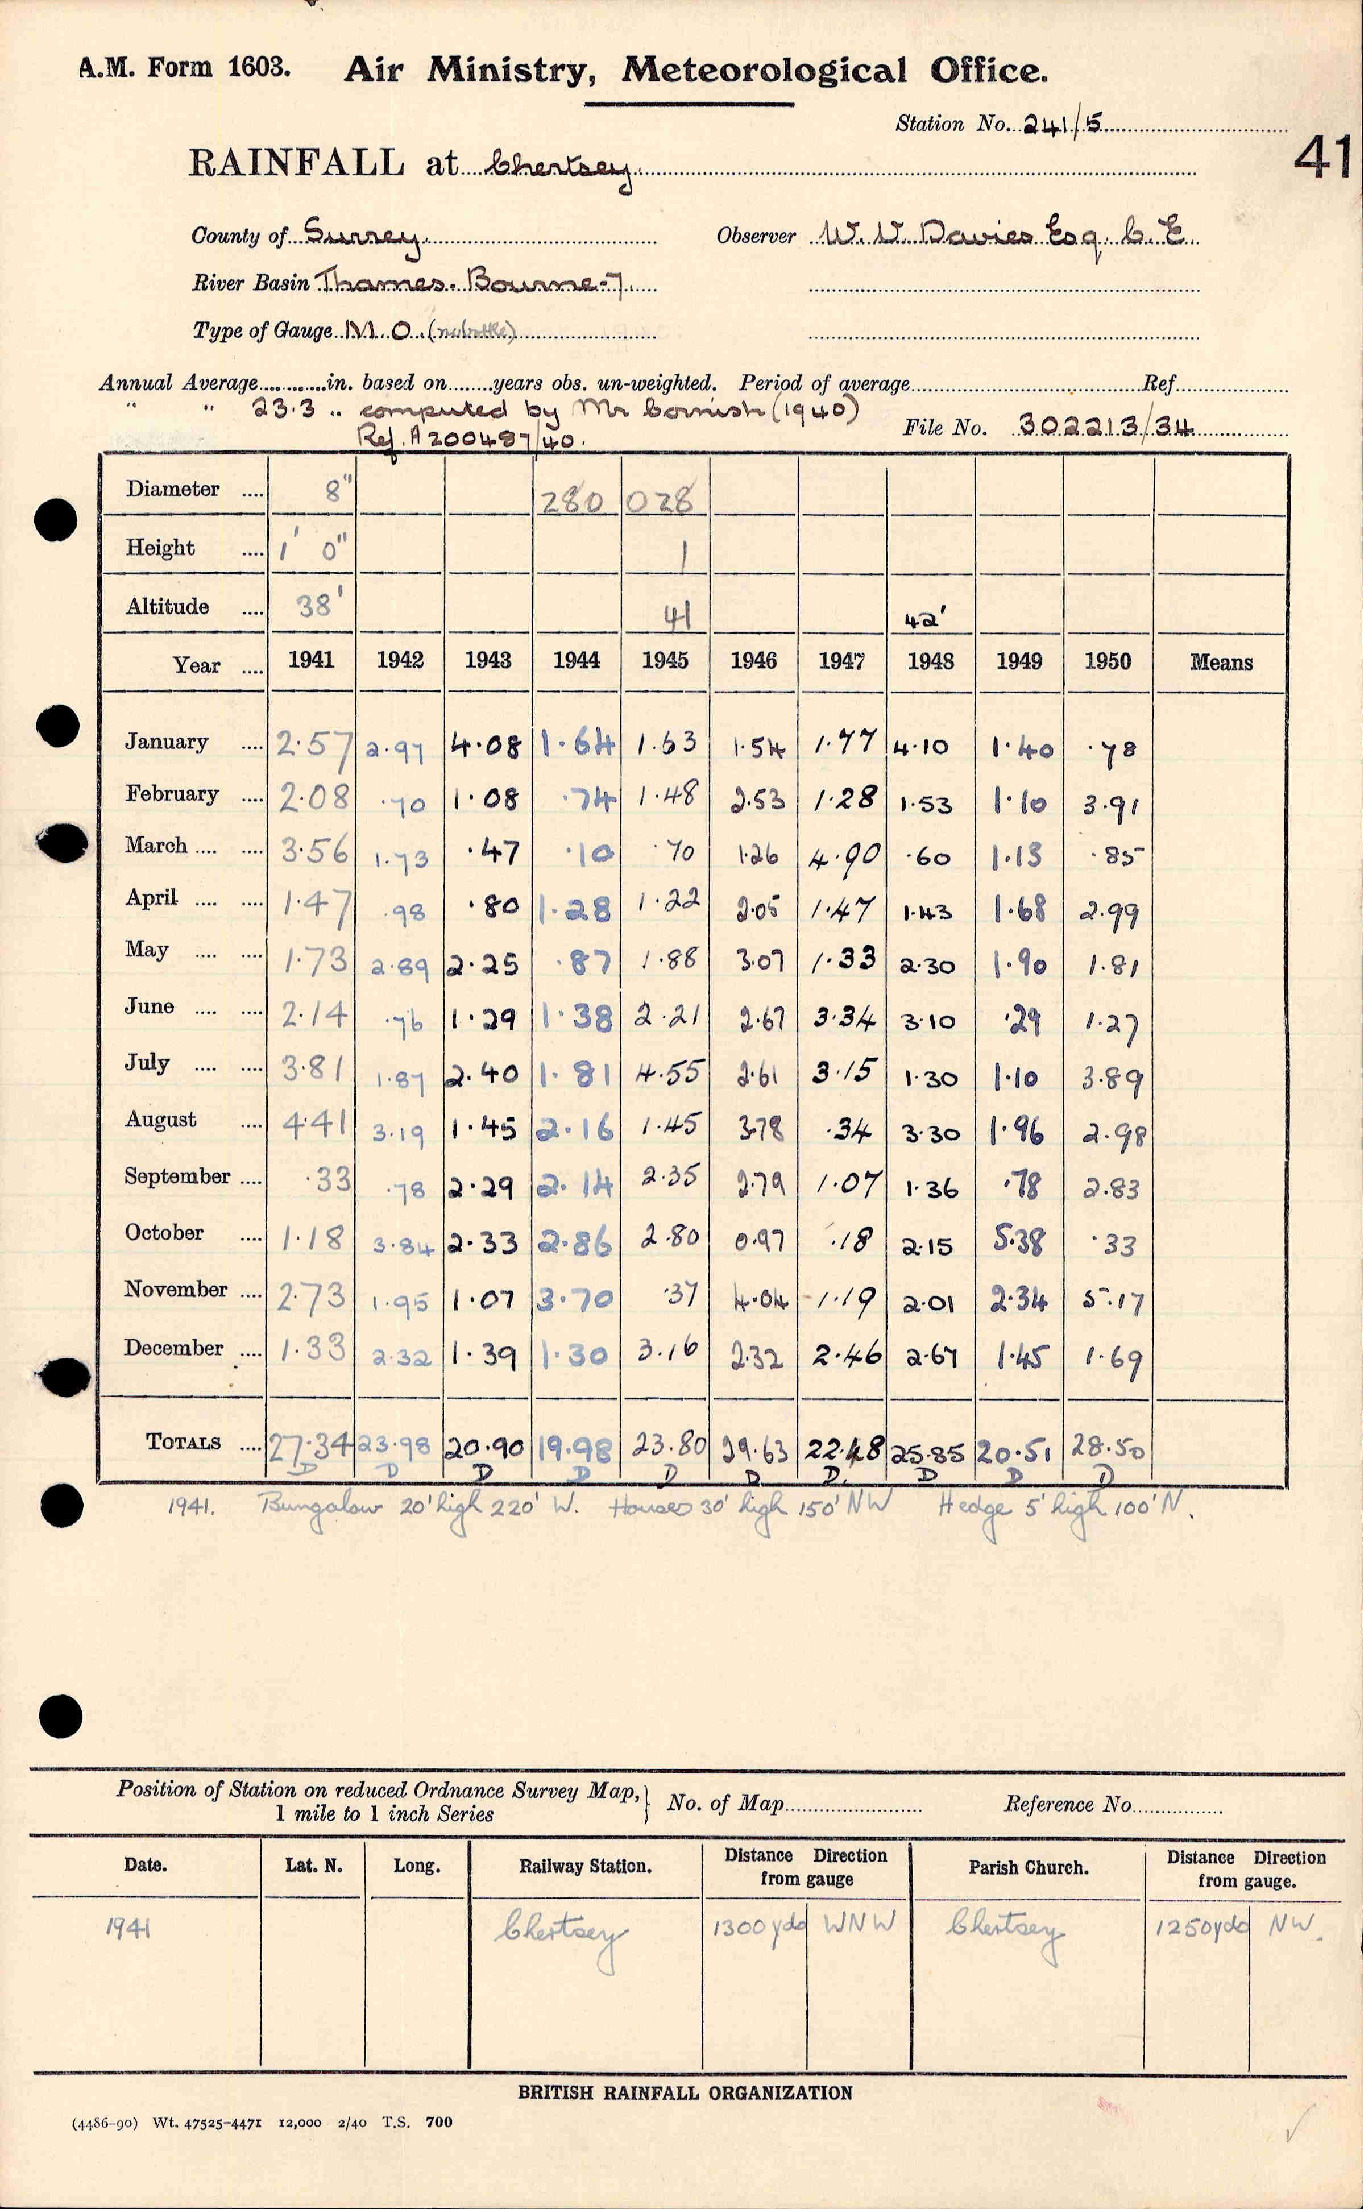 A.M. Form 1603. Air Ministry, Meteorological Office.
Station No. 241/5
41
RAINFALL at Chertsey.
County of Surrey. Observer W. V. Davies Esq. C. E.
River Basin Thames. Bourne-7.
Type of Gauge M. O. (no bottle)
Annual Average............in. based on........years obs. un-weighted. Period of average........Ref........
" " 23.3 .. computed by Mr Cornish (1940)
Ref. A 200487/40. File No. 302213/34
Diameter .... 8" 280 028
Height .... 1' 0" 1
Altitude .... 38' 41 42'
Year .... 1941 1942 1943 1944 1945 1946 1947 1948 1949 1950 Means
January .... 2.57 2.97 4.08 1.64 1.63 1.54 1.77 4.10 1.40 .78
February .... 2.08 .70 1.08 .74 1.48 2.53 1.28 1.53 1.10 3.91
March .... .... 3.56 1.73 .47 .10 .70 1.26 4.90 .60 1.13 .85
April .... .... 1.47 .98 .80 1.28 1.22 2.05 1.47 1.43 1.68 2.99
May .... .... 1.73 2.89 2.25 .87 1.88 3.07 1.33 2.30 1.90 1.81
June .... .... 2.14 .76 1.29 1.38 2.21 2.67 3.34 3.10 .29 1.27
July .... .... 3.81 1.87 2.40 1.81 4.55 2.61 3.15 1.30 1.10 3.89
August .... 4.41 3.19 1.45 2.16 1.45 3.78 .34 3.30 1.96 2.98
September .... .33 .78 2.29 2.14 2.35 2.79 1.07 1.36 .78 2.83
October .... 1.18 3.84 2.33 2.86 2.80 0.97 .18 2.15 5.38 .33
November .... 2.73 1.95 1.07 3.70 .37 4.04 1.19 2.01 2.34 5.17
December .... 1.33 2.32 1.39 1.30 3.16 2.32 2.46 2.67 1.45 1.69
TOTALS .... 27.34 23.98 20.90 19.98 23.80 29.63 22.48 25.85 20.51 28.50
D D D D D D D. D D D
1941. Bungalow 20' high 220' W. Houses 30' high 150' NW Hedge 5' high 100' N.
Position of Station on reduced Ordnance Survey Map,} No. of Map........ Reference No........
1 mile to 1 inch Series
Date. Lat. N. Long. Railway Station. Distance from gauge Direction Parish Church. Distance from gauge. Direction
1941 Chertsey 1300 yds WNW Chertsey 1250 yds NW.
BRITISH RAINFALL ORGANIZATION
(4486-90) Wt. 47525-4471 12,000 2/40 T.S. 700